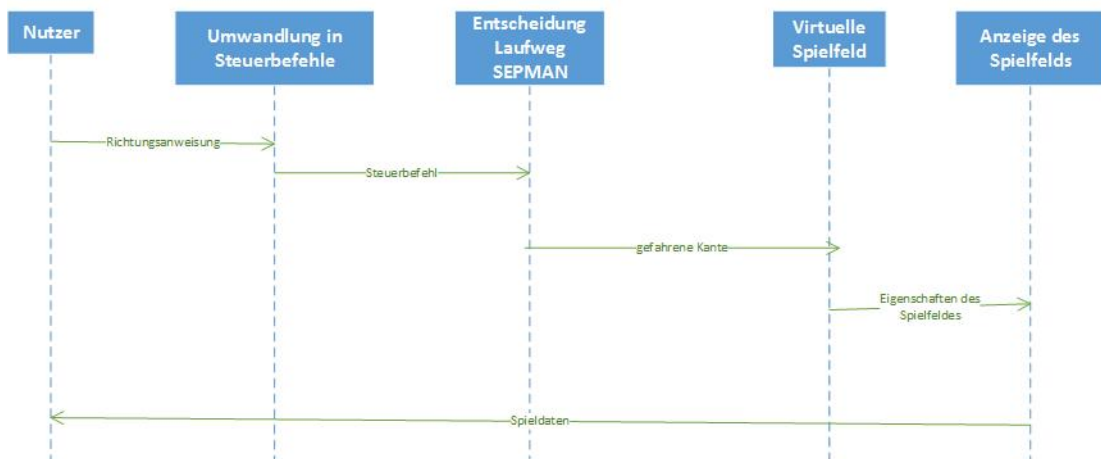 Nutzer
Umwandlung in
Steuerbefehle
Entscheidung
Laufweg
SEPMAN
Virtuelle
Spielfeld
Anzeige des
Spielfelds
Richtungsanweisung
Steuerbefehl
gefahrene Kante
Eigenschaften des
Spielfeldes
Spieldaten